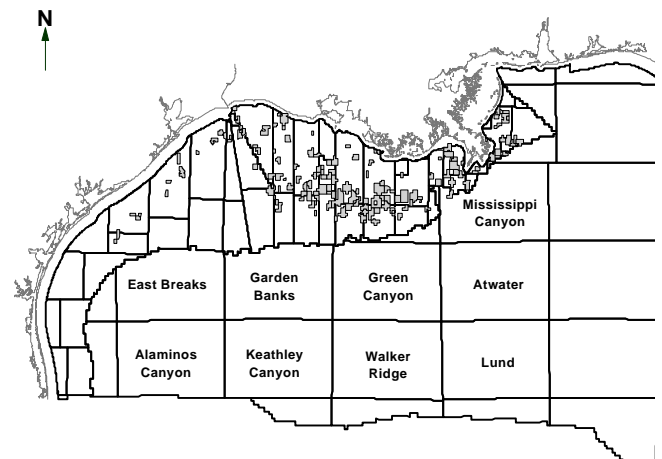 N
Mississippi
Canyon
East Breaks
Garden
Banks
Green
Canyon
Atwater
Alaminos
Canyon
Keathley
Canyon
Walker
Ridge
Lund